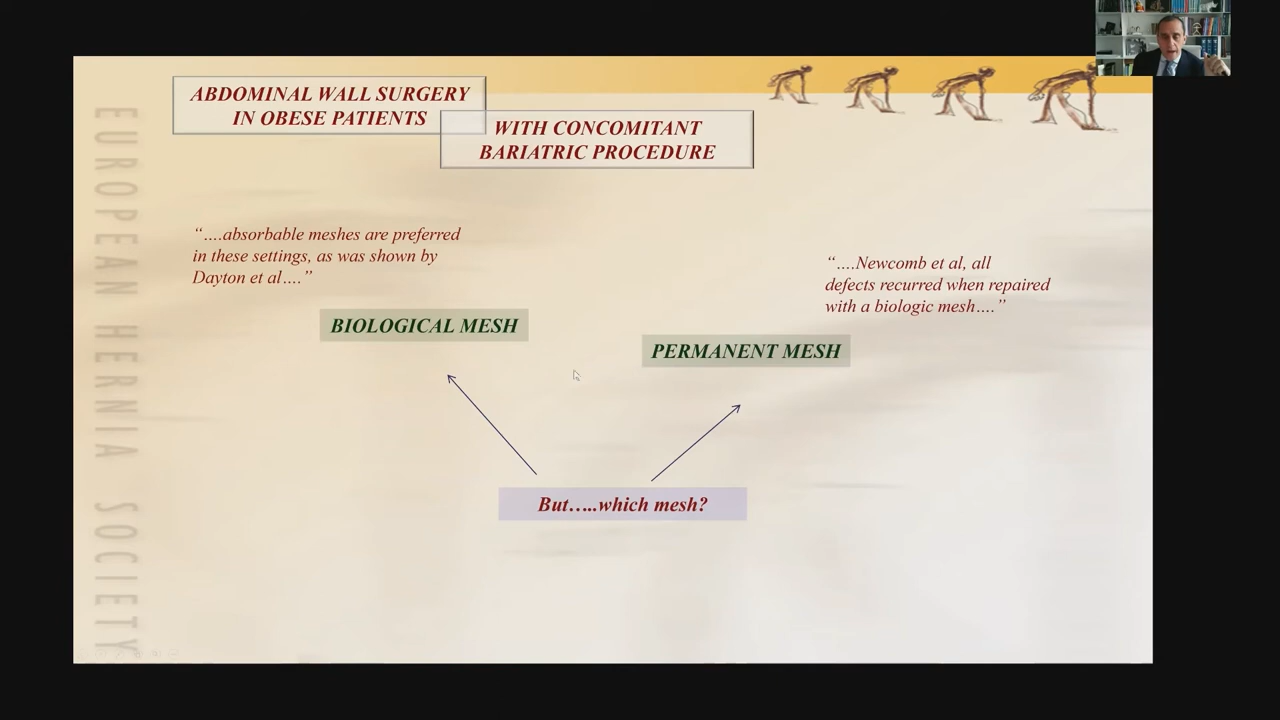 EUROPEAN HERNIA SOCIETY
ABDOMINAL WALL SURGERY
IN OBESE PATIENTS
WITH CONCOMITANT
BARIATRIC PROCEDURE
“….absorbable meshes are preferred
in these settings, as was shown by
Dayton et al….”
“….Newcomb et al, all
defects recurred when repaired
with a biologic mesh….”
BIOLOGICAL MESH
PERMANENT MESH
But…..which mesh?